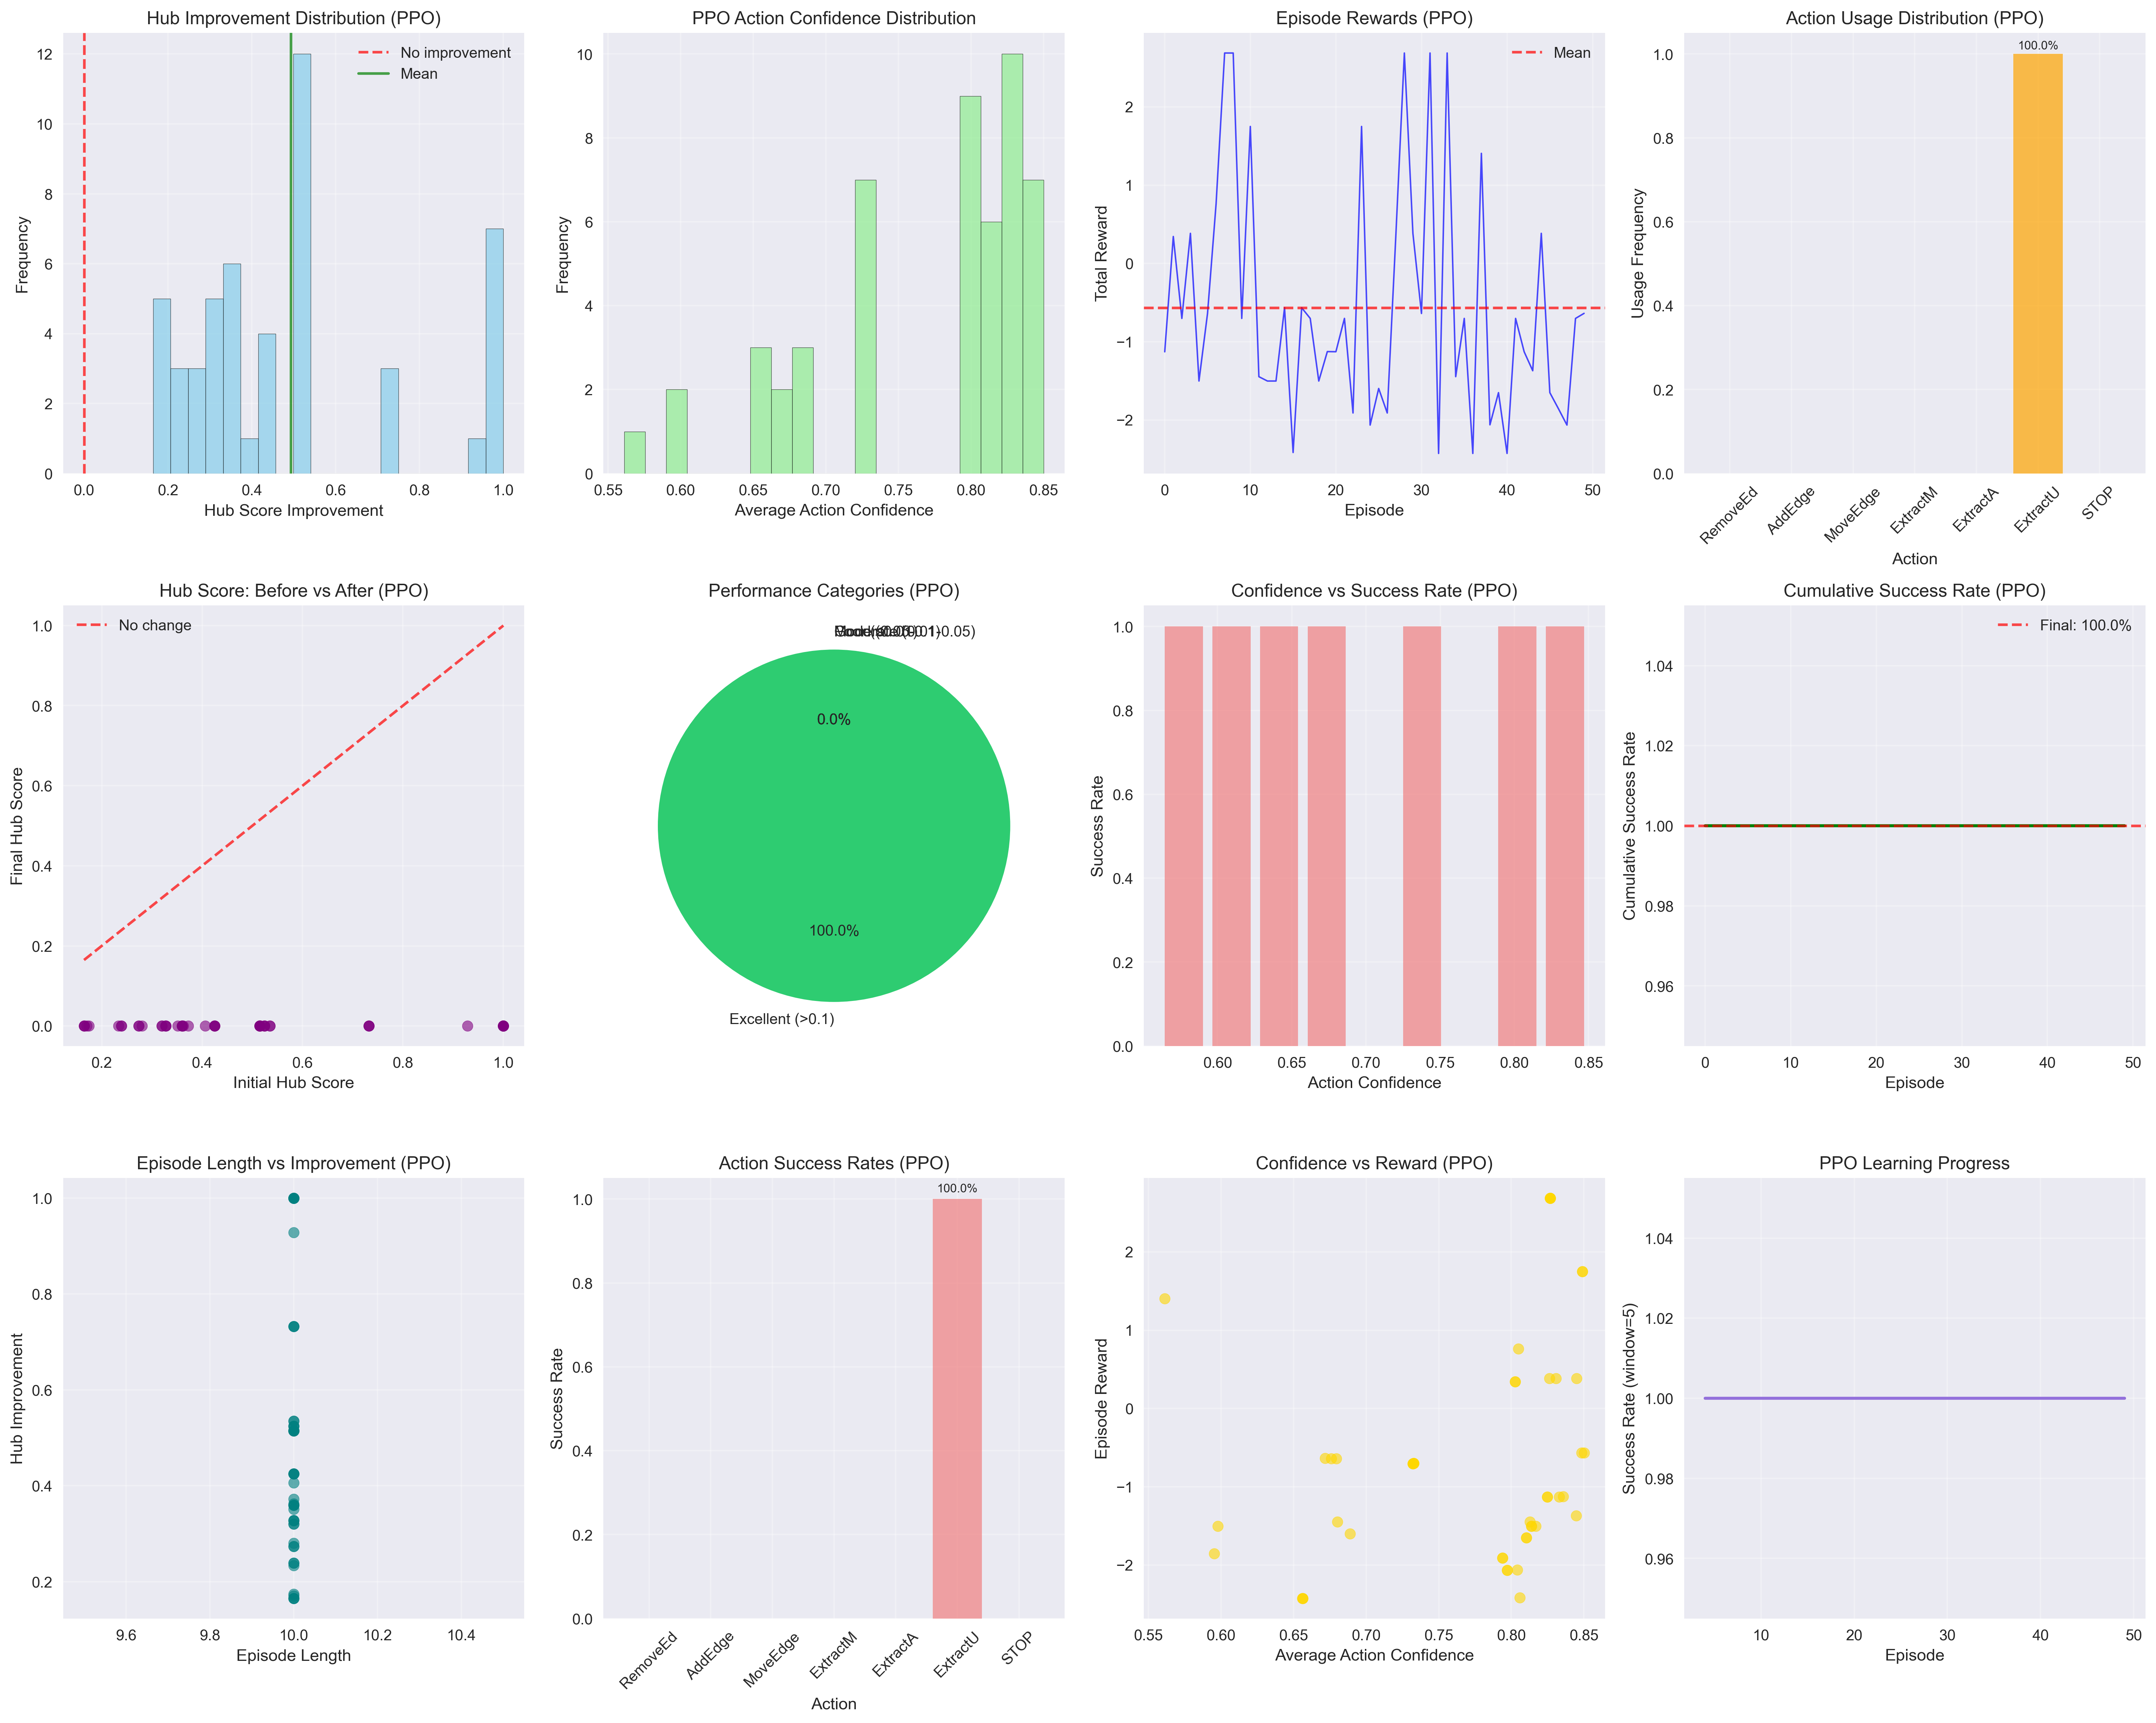 Hub Improvement Distribution (PPO)
No improvement
Mean
12
10
8
6
4
2
0
Frequency
0.0 0.2 0.4 0.6 0.8 1.0
Hub Score Improvement
PPO Action Confidence Distribution
10
8
6
4
2
0
Frequency
0.55 0.60 0.65 0.70 0.75 0.80 0.85
Average Action Confidence
Episode Rewards (PPO)
Mean
2
1
0
−1
−2
Total Reward
0 10 20 30 40 50
Episode
Action Usage Distribution (PPO)
100.0%
1.0
0.8
0.6
0.4
0.2
0.0
Usage Frequency
RemoveEd AddEdge MoveEdge ExtractM ExtractA ExtractU STOP
Action
Hub Score: Before vs After (PPO)
No change
1.0
0.8
0.6
0.4
0.2
0.0
Final Hub Score
0.2 0.4 0.6 0.8 1.0
Initial Hub Score
Performance Categories (PPO)
0.0%
100.0%
Excellent (>0.1)
Confidence vs Success Rate (PPO)
1.0
0.8
0.6
0.4
0.2
0.0
Success Rate
0.60 0.65 0.70 0.75 0.80 0.85
Action Confidence
Cumulative Success Rate (PPO)
Final: 100.0%
1.04
1.02
1.00
0.98
0.96
Cumulative Success Rate
0 10 20 30 40 50
Episode
Episode Length vs Improvement (PPO)
1.0
0.8
0.6
0.4
0.2
Hub Improvement
9.6 9.8 10.0 10.2 10.4
Episode Length
Action Success Rates (PPO)
100.0%
1.0
0.8
0.6
0.4
0.2
0.0
Success Rate
RemoveEd AddEdge MoveEdge ExtractM ExtractA ExtractU STOP
Action
Confidence vs Reward (PPO)
2
1
0
−1
−2
Episode Reward
0.55 0.60 0.65 0.70 0.75 0.80 0.85
Average Action Confidence
PPO Learning Progress
1.04
1.02
1.00
0.98
0.96
Success Rate (window=5)
10 20 30 40 50
Episode